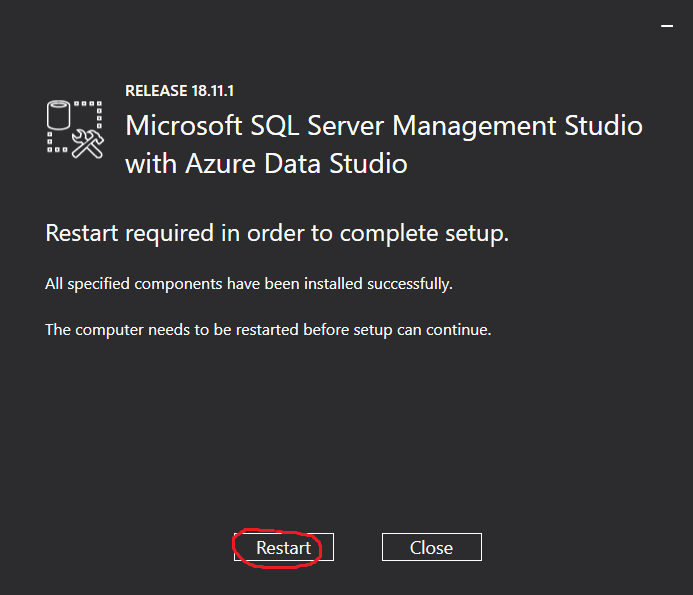 RELEASE 18.11.1
Microsoft SQL Server Management Studio
with Azure Data Studio
Restart required in order to complete setup.
All specified components have been installed successfully.
The computer needs to be restarted before setup can continue.
Restart
Close